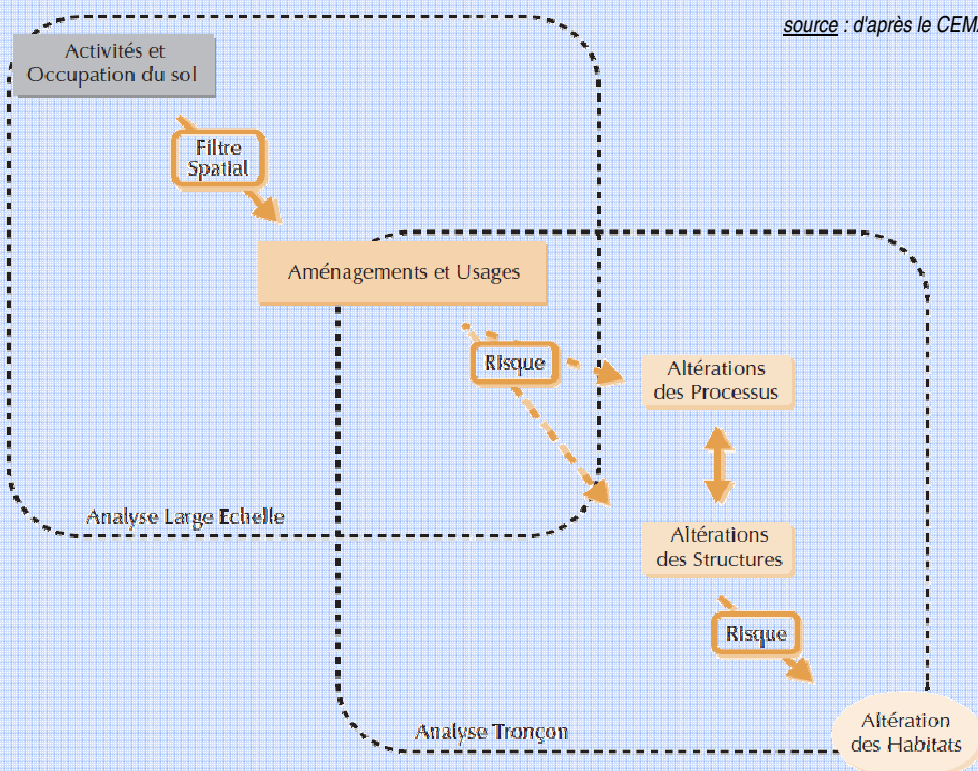 source : d'après le CEMA
Activités et
Occupation du sol
Filtre
Spatial
Aménagements et Usages
Risque
Altérations
des Processus
Analyse Large Echelle
Altérations
des Structures
Risque
Analyse Tronçon
Altération
des Habitats